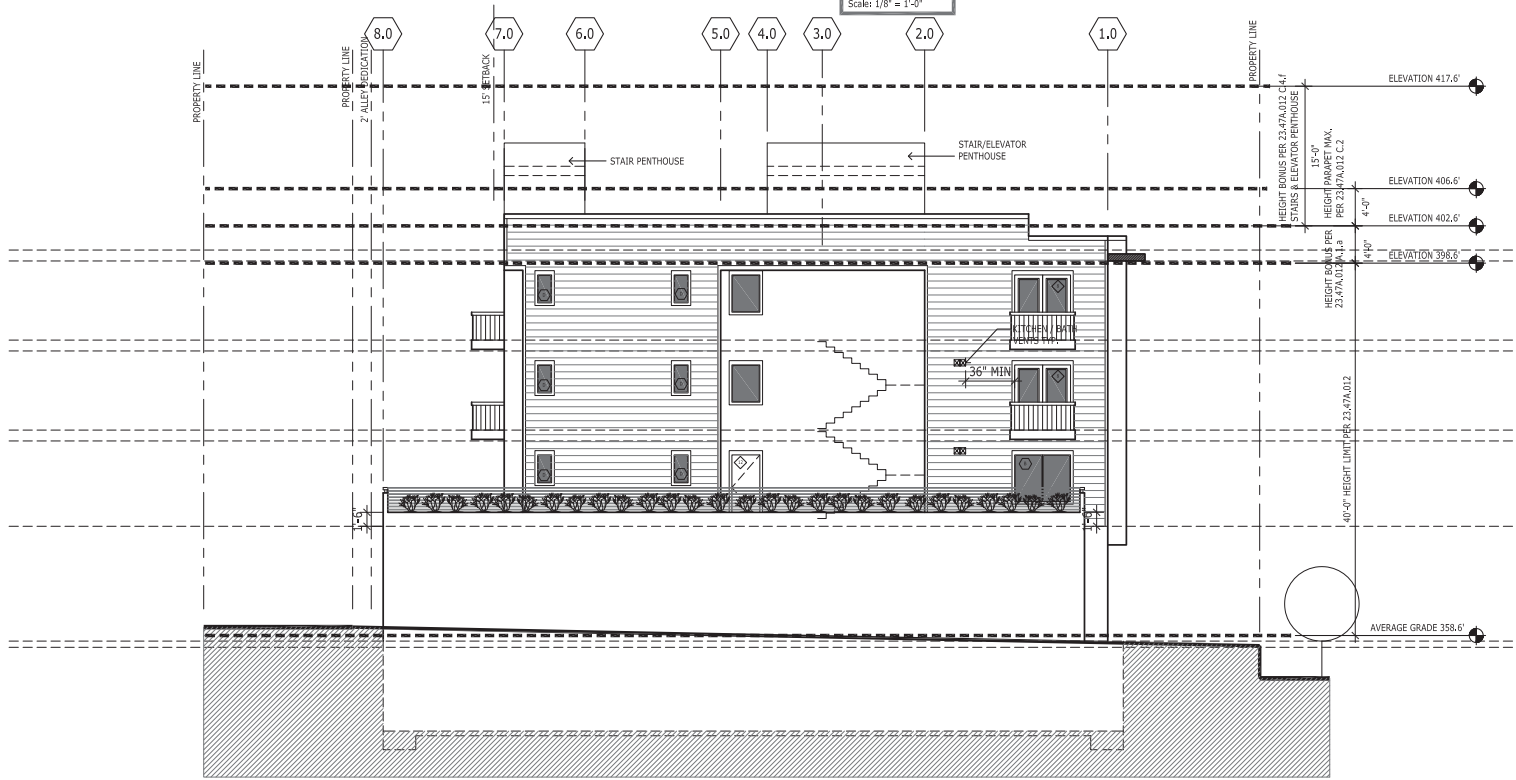 Scale: 1/8" = 1'-0"
8.0
7.0
6.0
5.0
4.0
3.0
2.0
1.0
PROPERTY LINE
PROPERTY LINE
2' ALLEY DEDICATION
15' SETBACK
PROPERTY LINE
ELEVATION 417.6'
HEIGHT BONUS PER 23.47A.012 C.4.f
STAIRS & ELEVATOR PENTHOUSE
15'-0"
HEIGHT PARAPET MAX.
PER 23.47A.012 C.2
4'-0"
STAIR PENTHOUSE
STAIR/ELEVATOR
PENTHOUSE
ELEVATION 406.6'
ELEVATION 402.6'
HEIGHT BONUS PER
23.47A.012 A.1.a
4'-0"
ELEVATION 398.6'
KITCHEN / BATH
VENTS TYP.
36" MIN
40'-0" HEIGHT LIMIT PER 23.47A.012
1'-6"
1'-6"
AVERAGE GRADE 358.6'